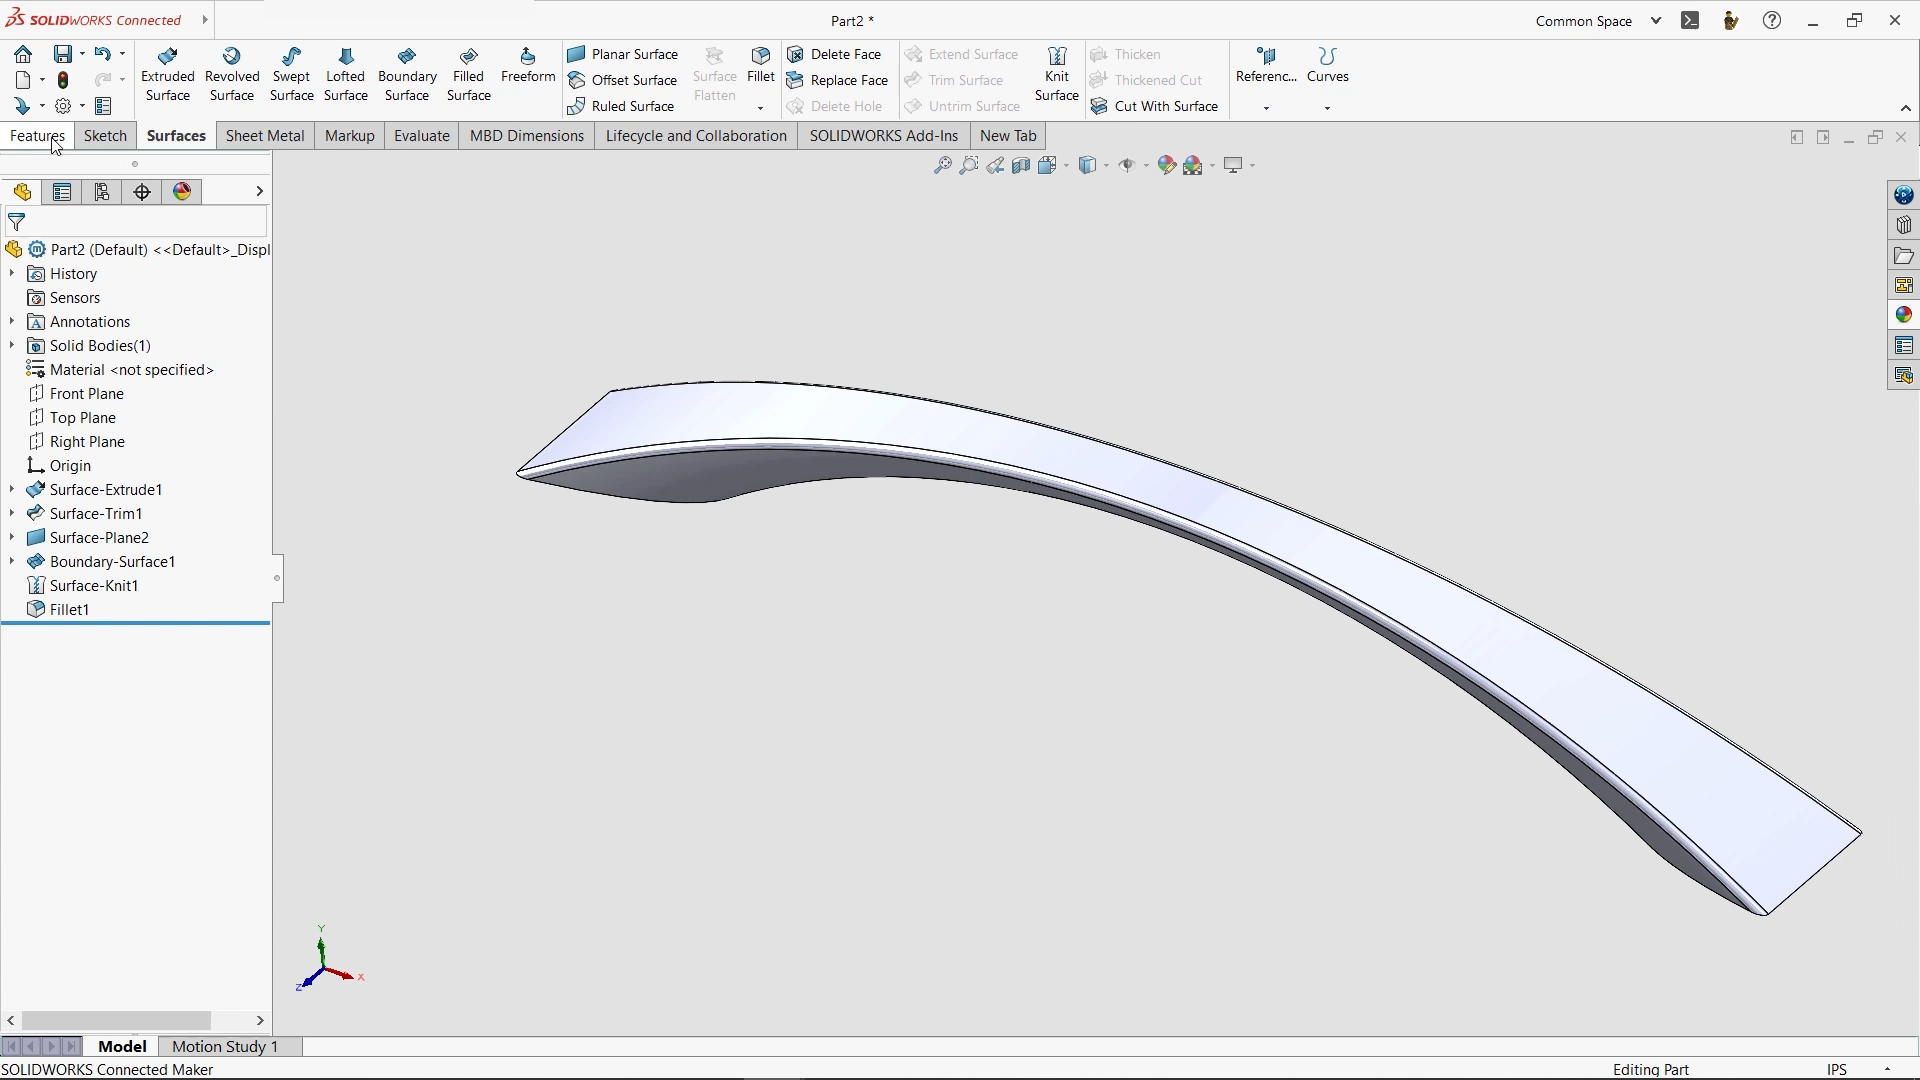 SOLIDWORKS Connected
Part2 *
Common Space
Extruded Surface
Revolved Surface
Swept Surface
Lofted Surface
Boundary Surface
Filled Surface
Freeform
Planar Surface
Offset Surface
Ruled Surface
Surface Flatten
Fillet
Delete Face
Replace Face
Delete Hole
Extend Surface
Trim Surface
Untrim Surface
Knit Surface
Thicken
Thickened Cut
Cut With Surface
Referenc...
Curves
Features
Sketch
Surfaces
Sheet Metal
Markup
Evaluate
MBD Dimensions
Lifecycle and Collaboration
SOLIDWORKS Add-Ins
New Tab
Part2 (Default) <<Default>_Displ
History
Sensors
Annotations
Solid Bodies(1)
Material <not specified>
Front Plane
Top Plane
Right Plane
Origin
Surface-Extrude1
Surface-Trim1
Surface-Plane2
Boundary-Surface1
Surface-Knit1
Fillet1
Y
X
Z
Model
Motion Study 1
SOLIDWORKS Connected Maker
Editing Part
IPS